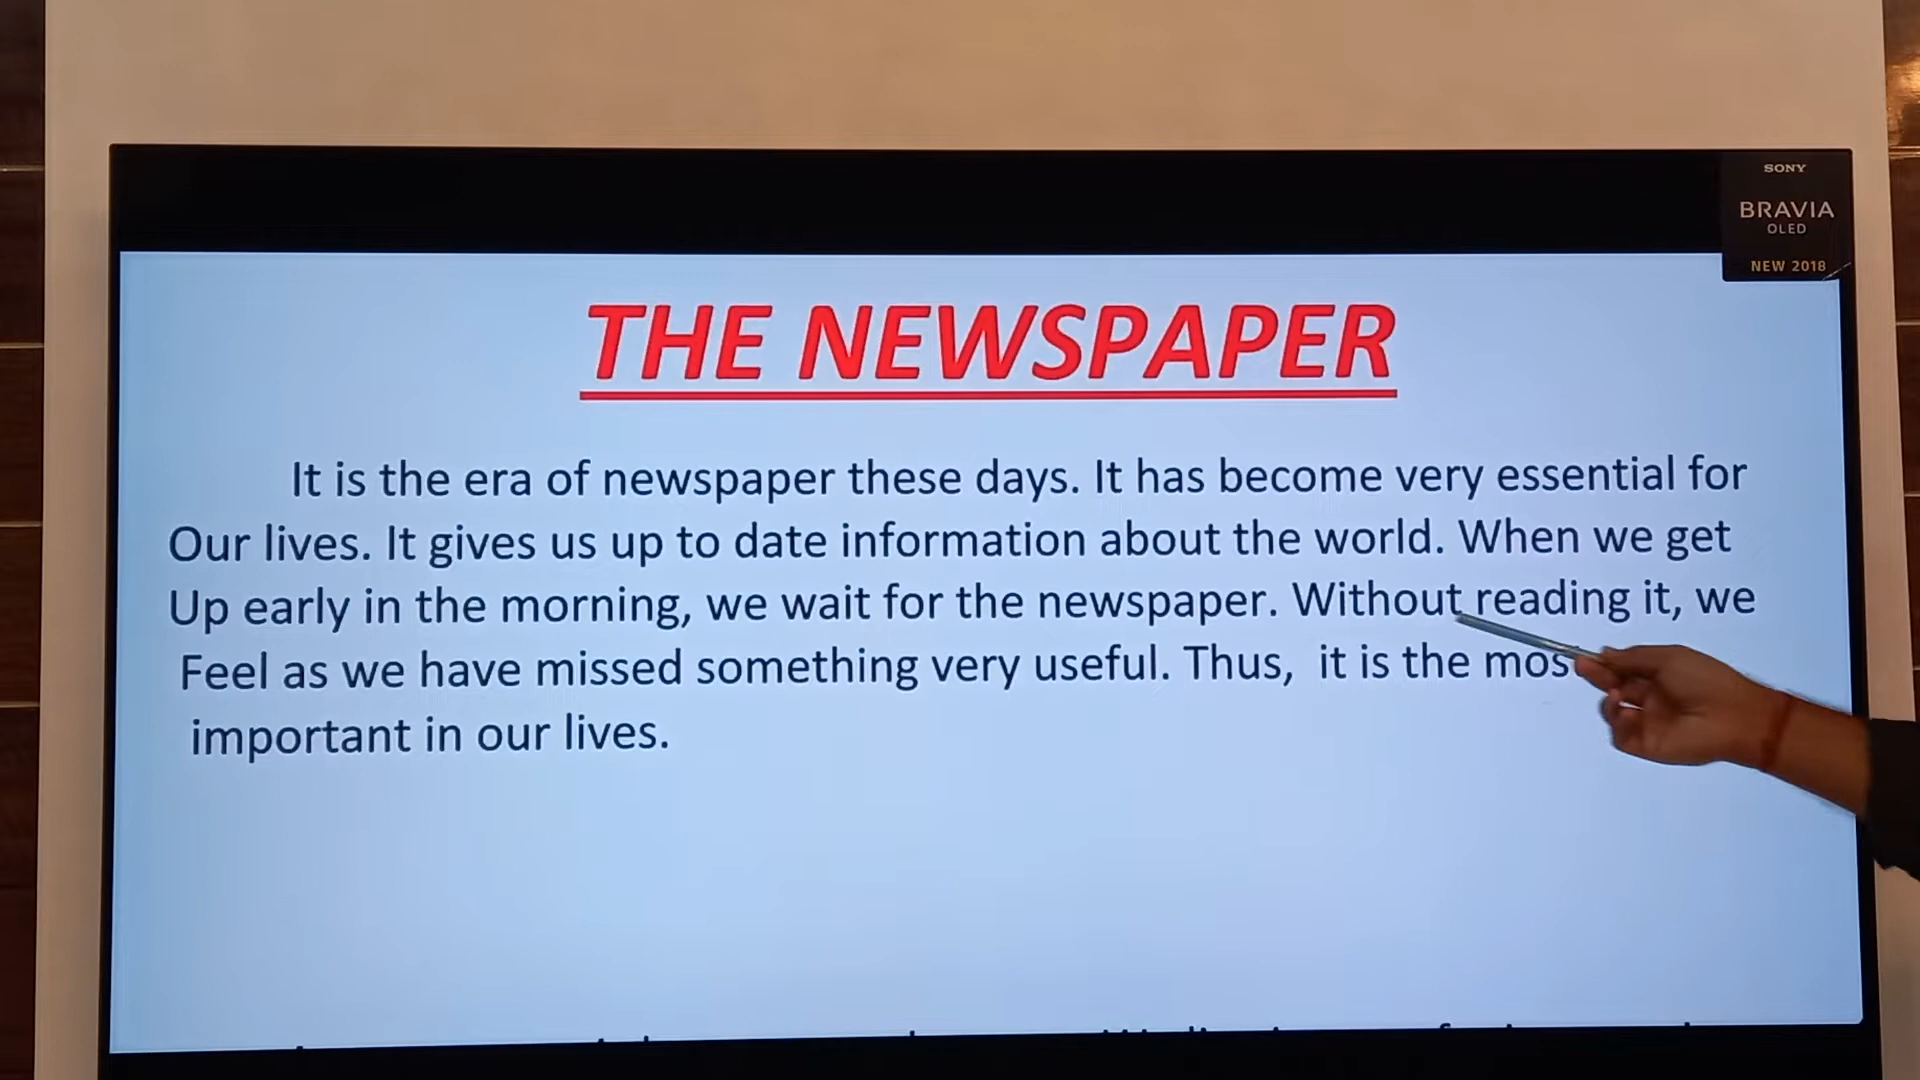 SONY
BRAVIA
OLED
NEW 2018
THE NEWSPAPER
It is the era of newspaper these days. It has become very essential for
Our lives. It gives us up to date information about the world. When we get
Up early in the morning, we wait for the newspaper. Without reading it, we
Feel as we have missed something very useful. Thus, it is the
important in our lives.